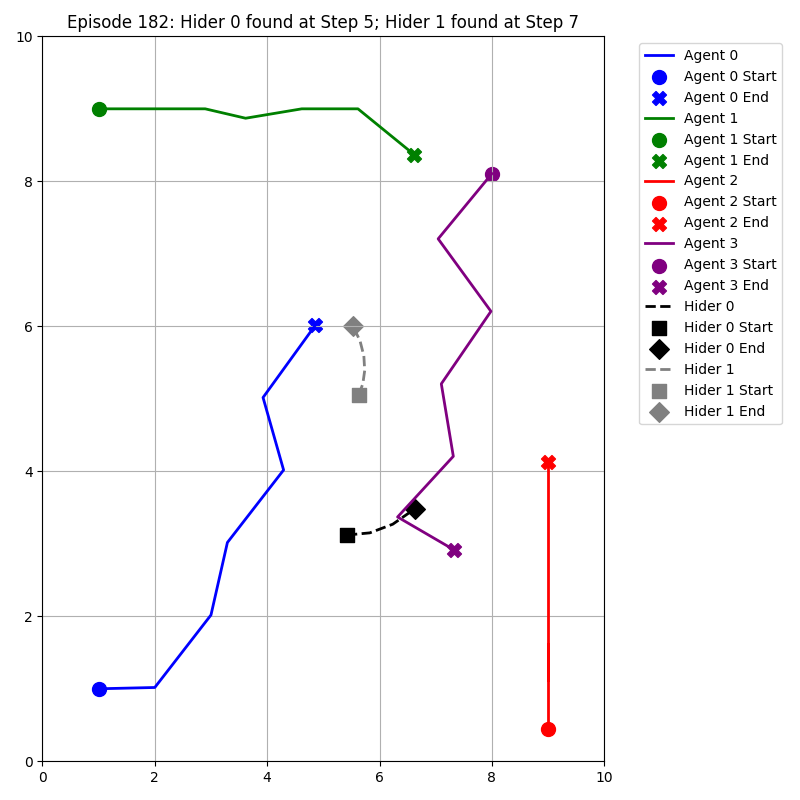 Episode 182: Hider 0 found at Step 5; Hider 1 found at Step 7
10
8
6
4
2
0
0 2 4 6 8 10
Agent 0
Agent 0 Start
Agent 0 End
Agent 1
Agent 1 Start
Agent 1 End
Agent 2
Agent 2 Start
Agent 2 End
Agent 3
Agent 3 Start
Agent 3 End
Hider 0
Hider 0 Start
Hider 0 End
Hider 1
Hider 1 Start
Hider 1 End